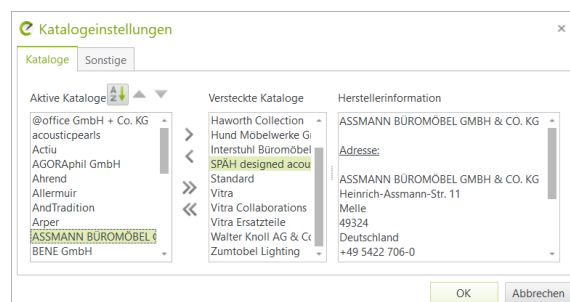 Katalogeinstellungen
Kataloge
Sonstige
Aktive Kataloge
@office GmbH + Co. KG
acousticpearls
Actiu
AGORAphil GmbH
Ahrend
Allermuir
AndTradition
Arper
ASSMANN BÜROMÖBEL
BENE GmbH
Versteckte Kataloge
Haworth Collection
Hund Möbelwerke
Interstuhl Büromöbel
SPÄH designed acou
Standard
Vitra
Vitra Collaborations
Vitra Ersatzteile
Walter Knoll AG & Co
Zumtobel Lighting
Herstellerinformation
ASSMANN BÜROMÖBEL GMBH & CO. KG
Adresse:
ASSMANN BÜROMÖBEL GMBH & CO. KG
Heinrich-Assmann-Str. 11
Melle
49324
Deutschland
+49 5422 706-0
OK
Abbrechen